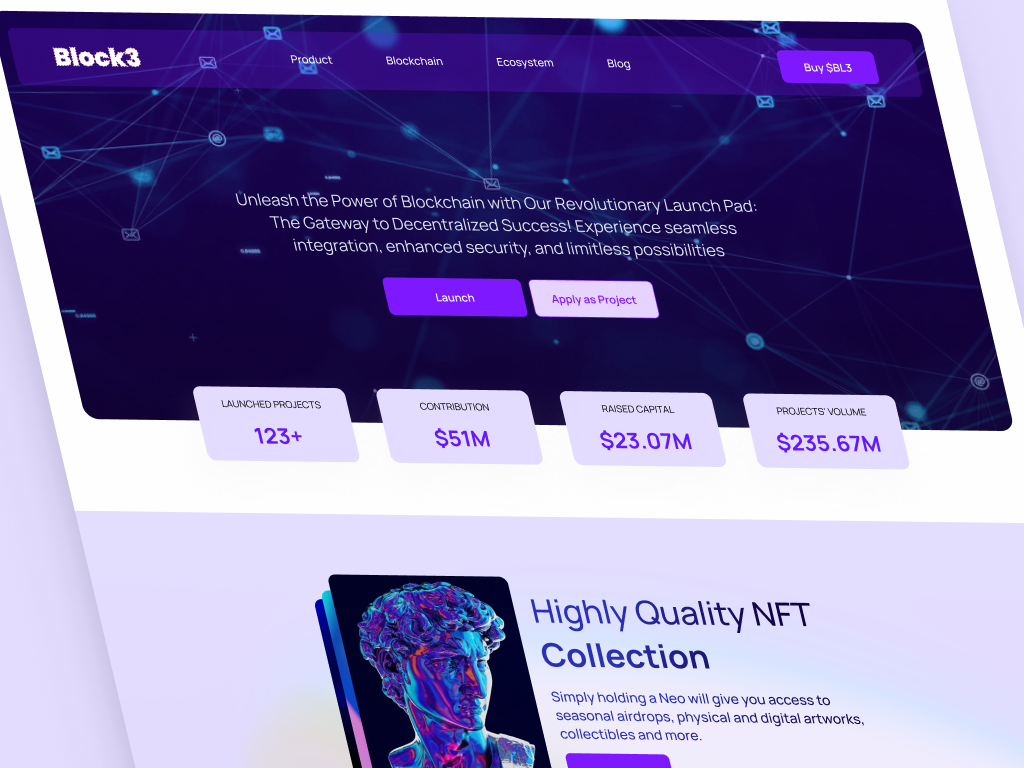 Block3
Product
Blockchain
Ecosystem
Blog
Buy $BL3
Unleash the Power of Blockchain with Our Revolutionary Launch Pad:
The Gateway to Decentralized Success! Experience seamless
integration, enhanced security, and limitless possibilities
Launch
Apply as Project
LAUNCHED PROJECTS
123+
CONTRIBUTION
$51M
RAISED CAPITAL
$23.07M
PROJECTS' VOLUME
$235.67M
Highly Quality NFT
Collection
Simply holding a Neo will give you access to
seasonal airdrops, physical and digital artworks,
collectibles and more.